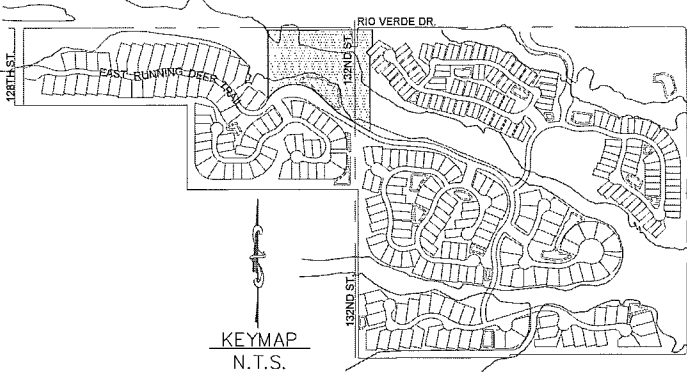 RIO VERDE DR.
128TH ST.
132ND ST.
EAST RUNNING DEER TRAIL
132ND ST.
KEYMAP
N.T.S.